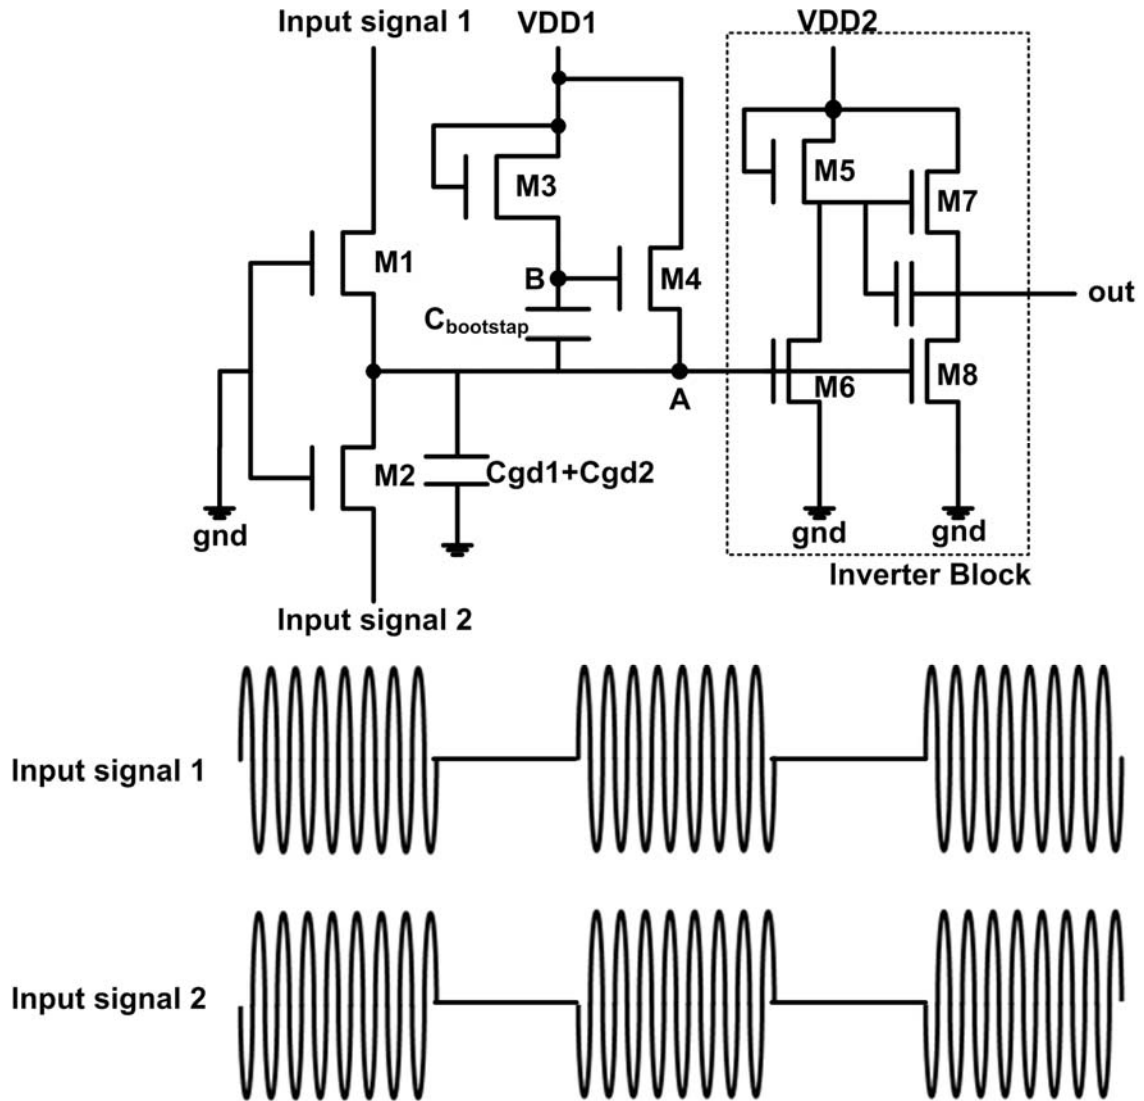 Input signal 1
VDD1
VDD2
M3
M5
M7
M1
B
M4
out
Cbootstap
M6
M8
A
M2
Cgd1+Cgd2
gnd
gnd
gnd
Inverter Block
Input signal 2
Input signal 1
Input signal 2